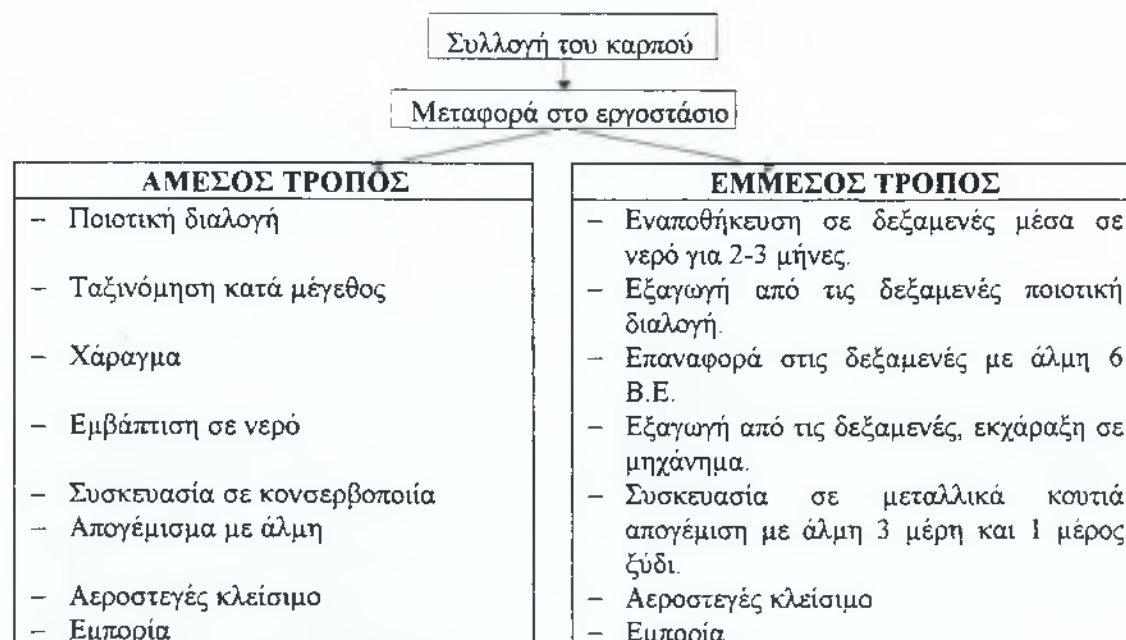 Συλλογή του καρπού
Μεταφορά στο εργοστάσιο
ΑΜΕΣΟΣ ΤΡΟΠΟΣ
– Ποιοτική διαλογή
– Ταξινόμηση κατά μέγεθος
– Χάραγμα
– Εμβάπτιση σε νερό
– Συσκευασία σε κονσερβοποιία
– Απογέμισμα με άλμη
– Αεροστεγές κλείσιμο
– Εμπορία
ΕΜΜΕΣΟΣ ΤΡΟΠΟΣ
– Εναποθήκευση σε δεξαμενές μέσα σε
νερό για 2-3 μήνες.
– Εξαγωγή από τις δεξαμενές ποιοτική
διαλογή.
– Επαναφορά στις δεξαμενές με άλμη 6
Β.Ε.
– Εξαγωγή από τις δεξαμενές, εκχάραξη σε
μηχάνημα.
– Συσκευασία σε μεταλλικά κουτιά
απογέμιση με άλμη 3 μέρη και 1 μέρος
ξύδι.
– Αεροστεγές κλείσιμο
– Εμπορία